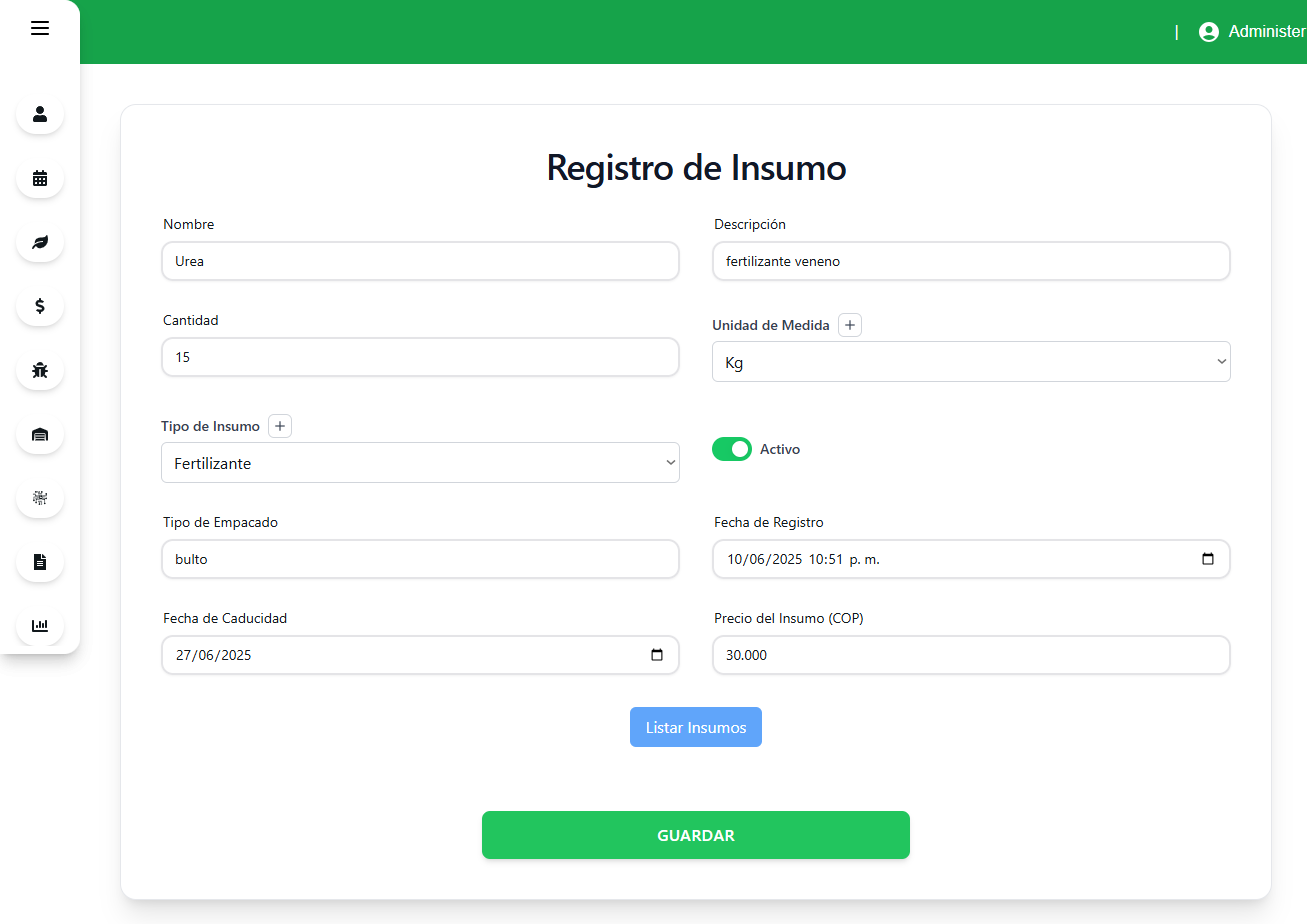 | Administer
Registro de Insumo
Nombre
Descripción
Urea
fertilizante veneno
Cantidad
Unidad de Medida +
15
Kg
Tipo de Insumo +
Fertilizante
Activo
Tipo de Empacado
Fecha de Registro
bulto
10/06/2025 10:51 p. m.
Fecha de Caducidad
Precio del Insumo (COP)
27/06/2025
30.000
Listar Insumos
GUARDAR